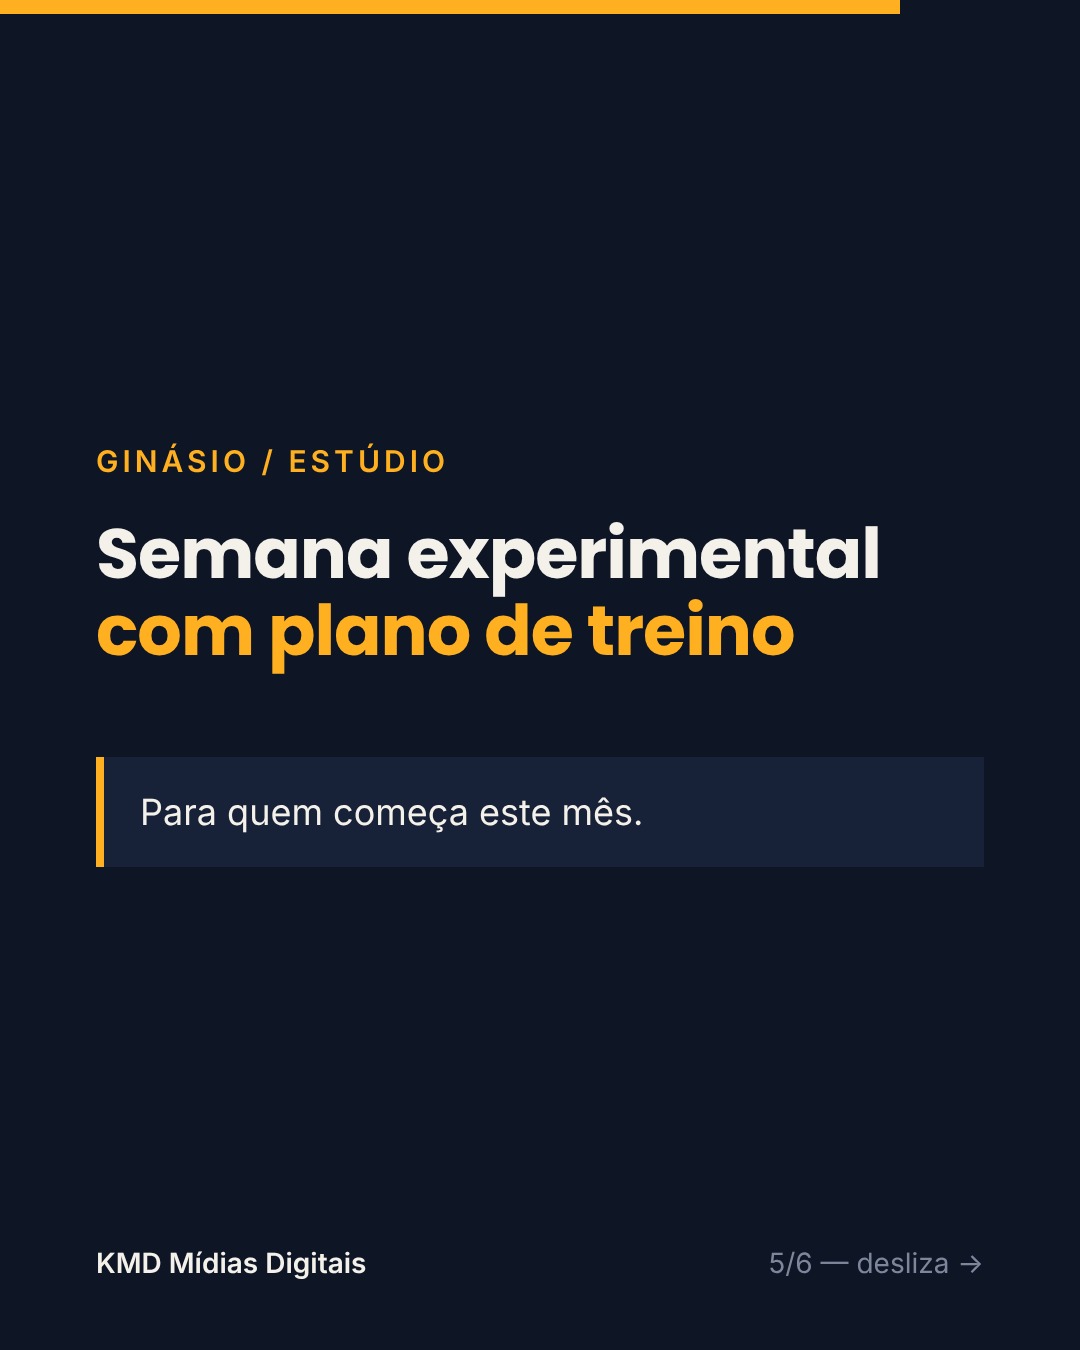 GINÁSIO / ESTÚDIO
Semana experimental
com plano de treino
Para quem começa este mês.
KMD Mídias Digitais
5/6 — desliza →